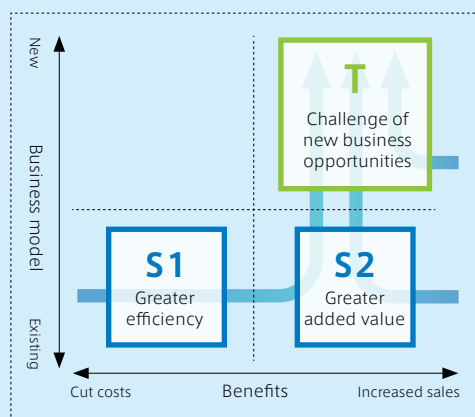 New
Business model
Existing
T
Challenge of
new business
opportunities
S1
Greater
efficiency
S2
Greater
added value
Cut costs
Benefits
Increased sales